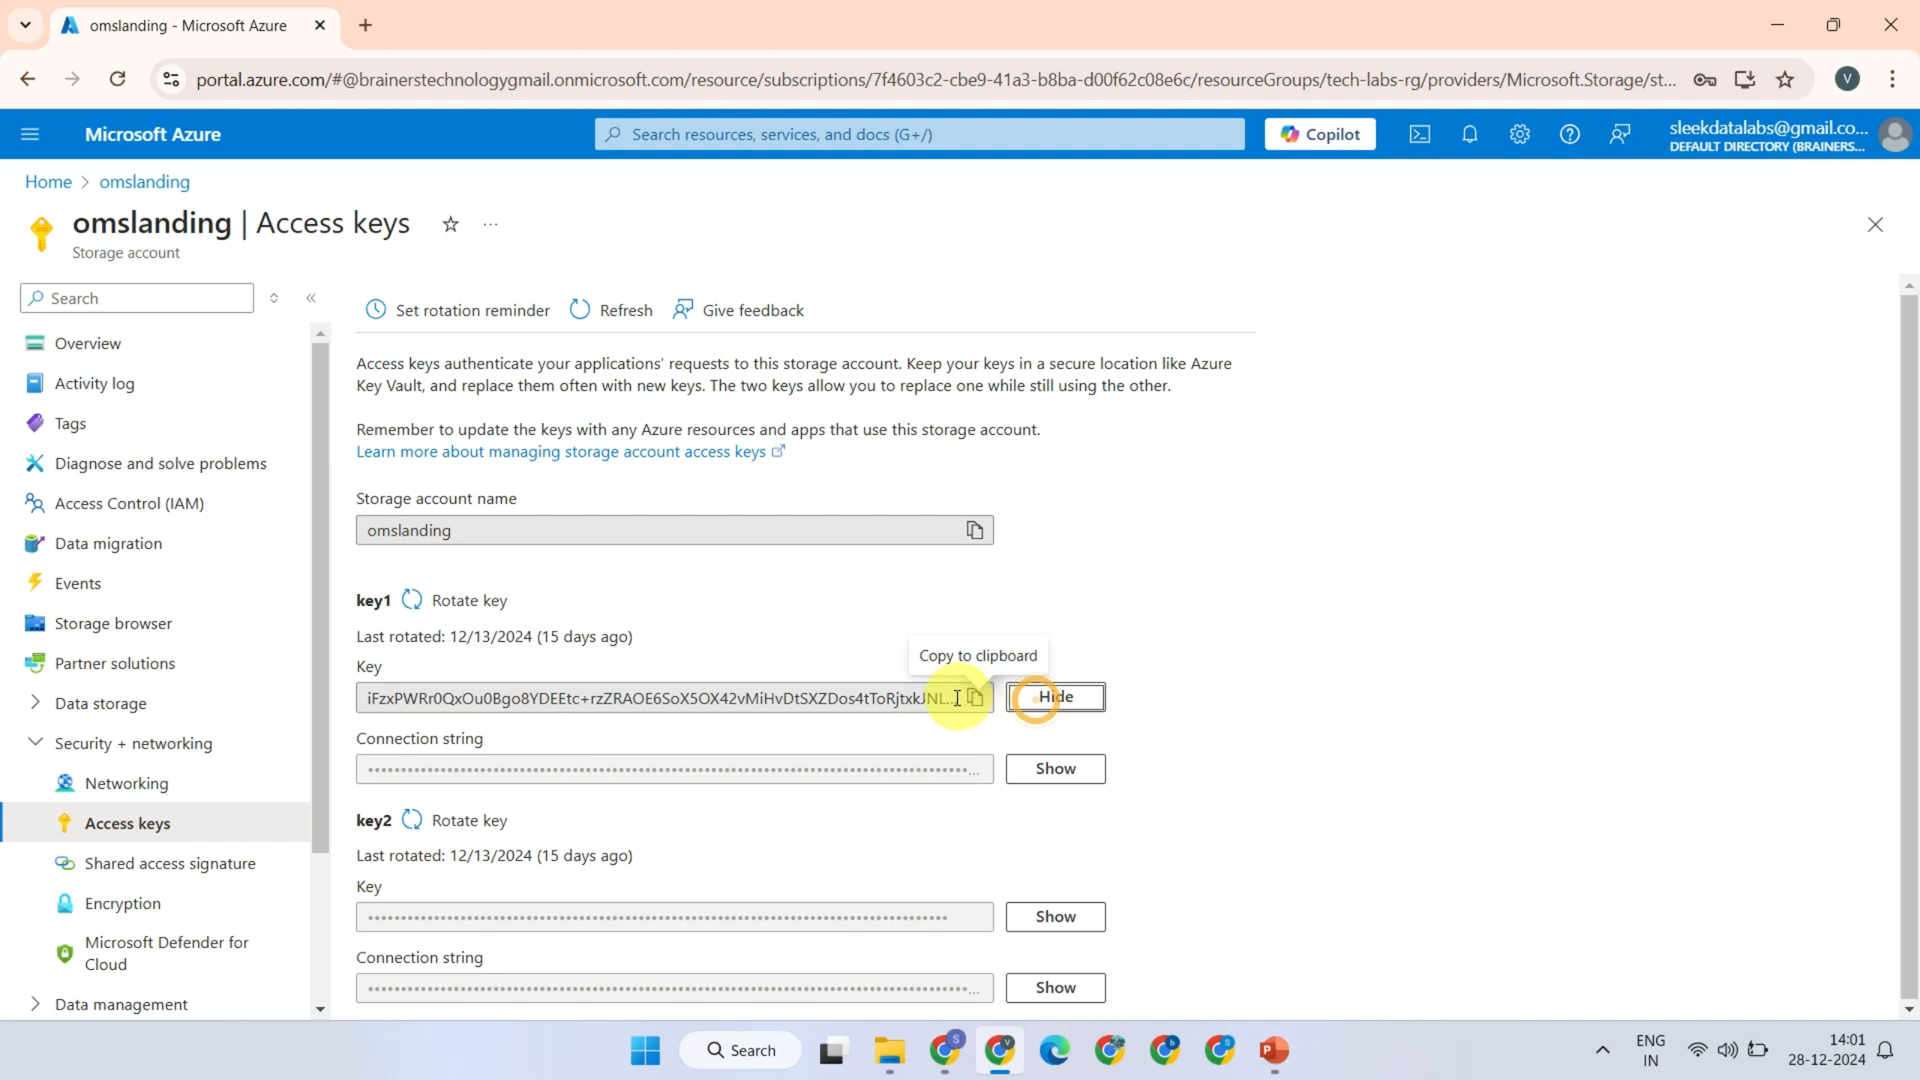 omslanding - Microsoft Azure
portal.azure.com/#@brainerstechnologygmail.onmicrosoft.com/resource/subscriptions/7f4603c2-cbe9-41a3-b8ba-d00f62c08e6c/resourceGroups/tech-labs-rg/providers/Microsoft.Storage/st...
V
Microsoft Azure
Search resources, services, and docs (G+/)
Copilot
sleekdatalabs@gmail.co...
DEFAULT DIRECTORY (BRAINERS...
Home > omslanding
omslanding | Access keys
Storage account
Search
Overview
Activity log
Tags
Diagnose and solve problems
Access Control (IAM)
Data migration
Events
Storage browser
Partner solutions
Data storage
Security + networking
Networking
Access keys
Shared access signature
Encryption
Microsoft Defender for
Cloud
Data management
Set rotation reminder
Refresh
Give feedback
Access keys authenticate your applications' requests to this storage account. Keep your keys in a secure location like Azure
Key Vault, and replace them often with new keys. The two keys allow you to replace one while still using the other.
Remember to update the keys with any Azure resources and apps that use this storage account.
Learn more about managing storage account access keys
Storage account name
omslanding
key1 Rotate key
Last rotated: 12/13/2024 (15 days ago)
Copy to clipboard
Key
iFzxPWRr0QxOu0Bgo8YDEEtc+rzZRAOE6SoX5OX42vMiHvDtSXZDos4tToRjtxkJNL...
Hide
Connection string
Show
key2 Rotate key
Last rotated: 12/13/2024 (15 days ago)
Key
Show
Connection string
Show
Search
ENG
IN
14:01
28-12-2024